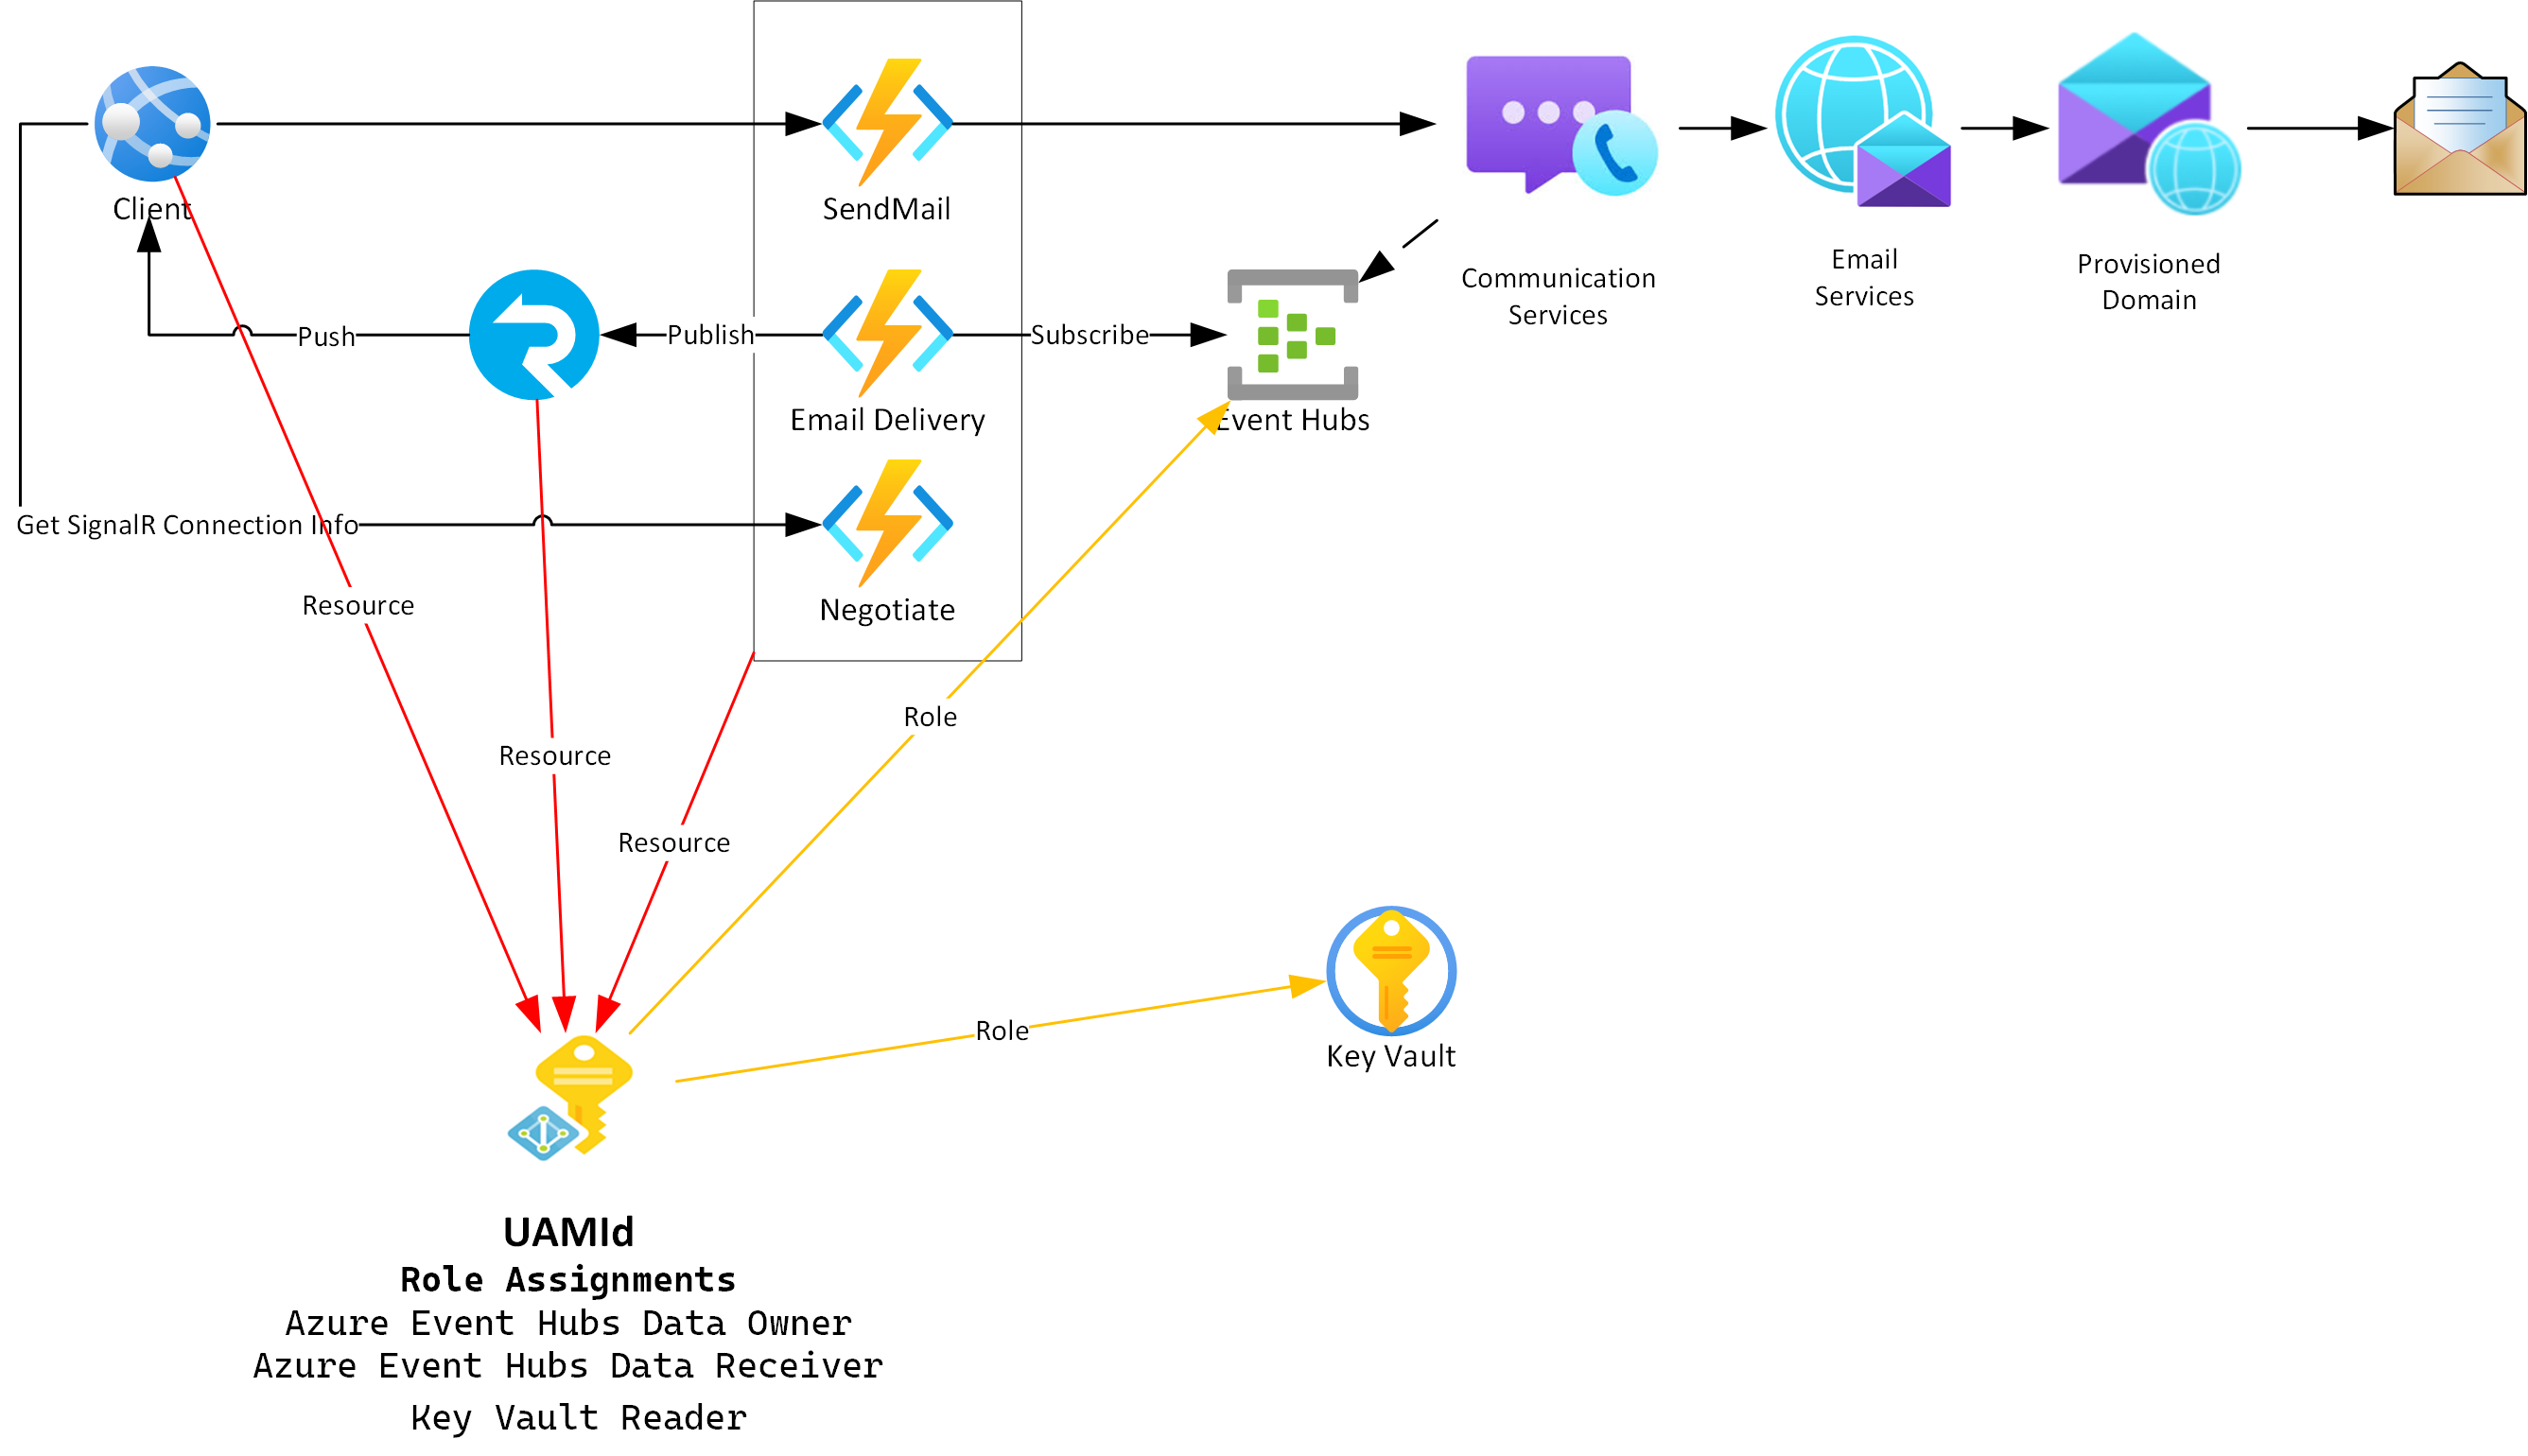 Client
SendMail
Email
Services
Provisioned
Domain
Communication
Services
Push
Publish
Subscribe
Email Delivery
Event Hubs
Get SignalR Connection Info
Negotiate
Resource
Role
Resource
Resource
Role
Key Vault
UAMId
Role Assignments
Azure Event Hubs Data Owner
Azure Event Hubs Data Receiver
Key Vault Reader